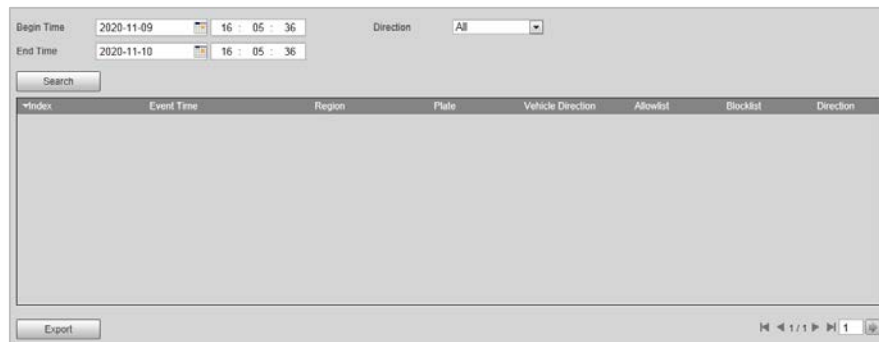 Begin Time 2020-11-09 16 : 05 : 36 Direction All
End Time 2020-11-10 16 : 05 : 36
Search
Index Event Time Region Plate Vehicle Direction Allowlist Blocklist Direction
Export 1 / 1 1